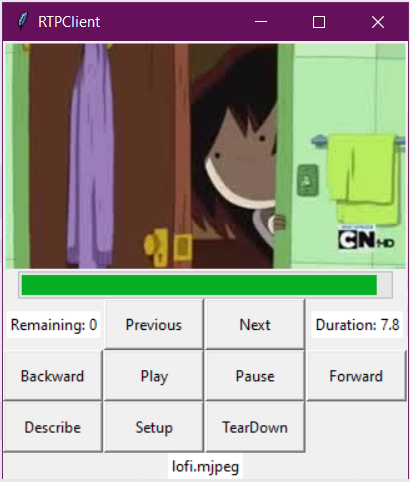 RTPClient
CN HD
Remaining: 0 Previous Next Duration: 7.8
Backward Play Pause Forward
Describe Setup TearDown
lofi.mjpeg